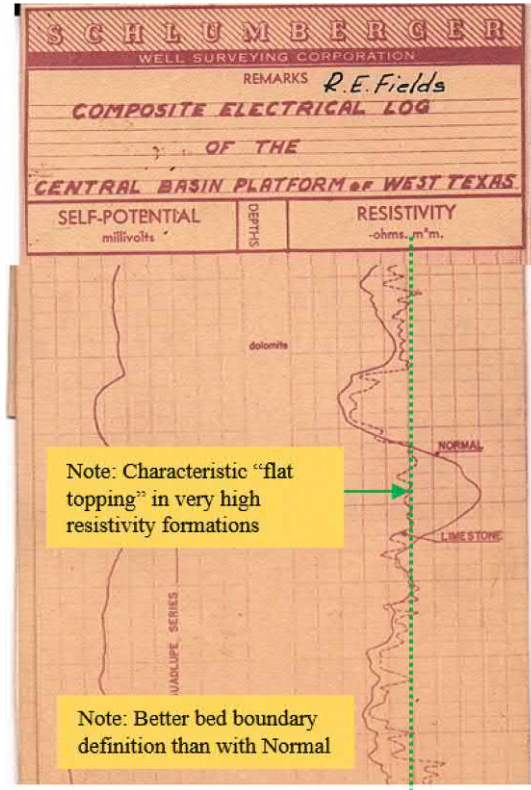 SCHLUMBERGER
WELL SURVEYING CORPORATION
REMARKS R.E. Fields
COMPOSITE ELECTRICAL LOG
OF THE
CENTRAL BASIN PLATFORM OF WEST TEXAS
SELF-POTENTIAL
millivolts
DEPTHS
RESISTIVITY
-ohms. m²m.
dolomite
NORMAL
Note: Characteristic “flat
topping” in very high
resistivity formations
LIMESTONE
UADLUPE SERIES
Note: Better bed boundary
definition than with Normal